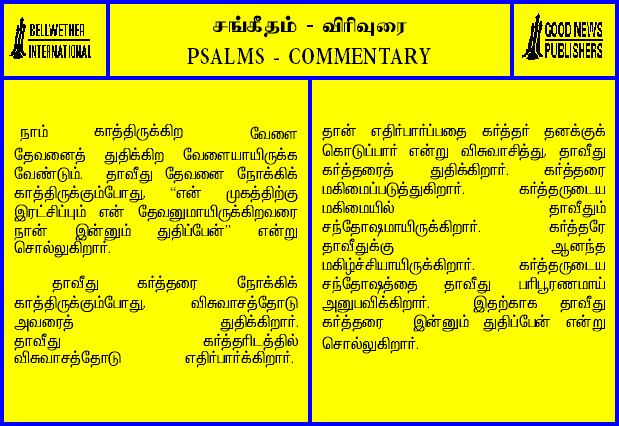 BELLWETHER
INTERNATIONAL
சங்கீதம் - விரிவுரை
PSALMS - COMMENTARY
GOOD NEWS
PUBLISHERS
நாம் காத்திருக்கிற வேளை
தேவனைத் துதிக்கிற வேளையாயிருக்க
வேண்டும். தாவீது தேவனை நோக்கிக்
காத்திருக்கும்போது, “என் முகத்திற்கு
இரட்சிப்பும் என் தேவனுமாயிருக்கிறவரை
நான் இன்னும் துதிப்பேன்” என்று
சொல்லுகிறார்.
தாவீது கர்த்தரை நோக்கிக்
காத்திருக்கும்போது, விசுவாசத்தோடு
அவரைத் துதிக்கிறார்.
தாவீது கர்த்தரிடத்தில்
விசுவாசத்தோடு எதிர்பார்க்கிறார்.
தான் எதிர்பார்ப்பதை கர்த்தர் தனக்குக்
கொடுப்பார் என்று விசுவாசித்து, தாவீது
கர்த்தரைத் துதிக்கிறார். கர்த்தரை
மகிமைப்படுத்துகிறார். கர்த்தருடைய
மகிமையில் தாவீதும்
சந்தோஷமாயிருக்கிறார். கர்த்தரே
தாவீதுக்கு ஆனந்த
மகிழ்ச்சியாயிருக்கிறார். கர்த்தருடைய
சந்தோஷத்தை தாவீது பரிபூரணமாய்
அனுபவிக்கிறார். இதற்காக தாவீது
கர்த்தரை இன்னும் துதிப்பேன் என்று
சொல்லுகிறார்.